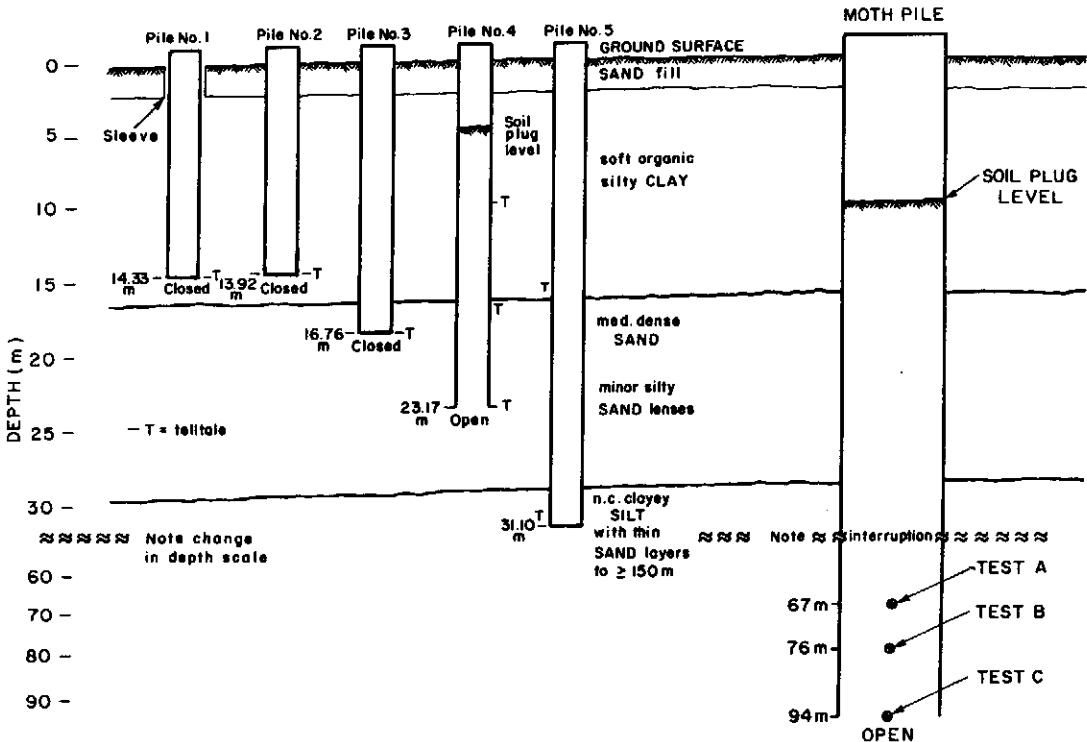 MOTH PILE
Pile No. 1
Pile No. 2
Pile No. 3
Pile No. 4
Pile No. 5
GROUND SURFACE
SAND fill
0
Sleeve
5
Soil
plug
level
soft organic
silty CLAY
SOIL PLUG
LEVEL
T
10
14.33
m
Closed
T
13.92
m
Closed
T
T
15
T
16.76
m
Closed
T
med. dense
SAND
20
minor silty
SAND lenses
23.17
m
Open
T
DEPTH (m)
25
– T = telltale
30
n.c. clayey
SILT
with thin
SAND layers
to ≥ 150 m
T
31.10
m
≈ ≈ ≈ ≈ ≈ Note change
in depth scale
≈ ≈ ≈ Note ≈ ≈ interruption ≈ ≈ ≈ ≈ ≈ ≈
60
TEST A
67 m
70
TEST B
76 m
80
TEST C
90
94 m
OPEN